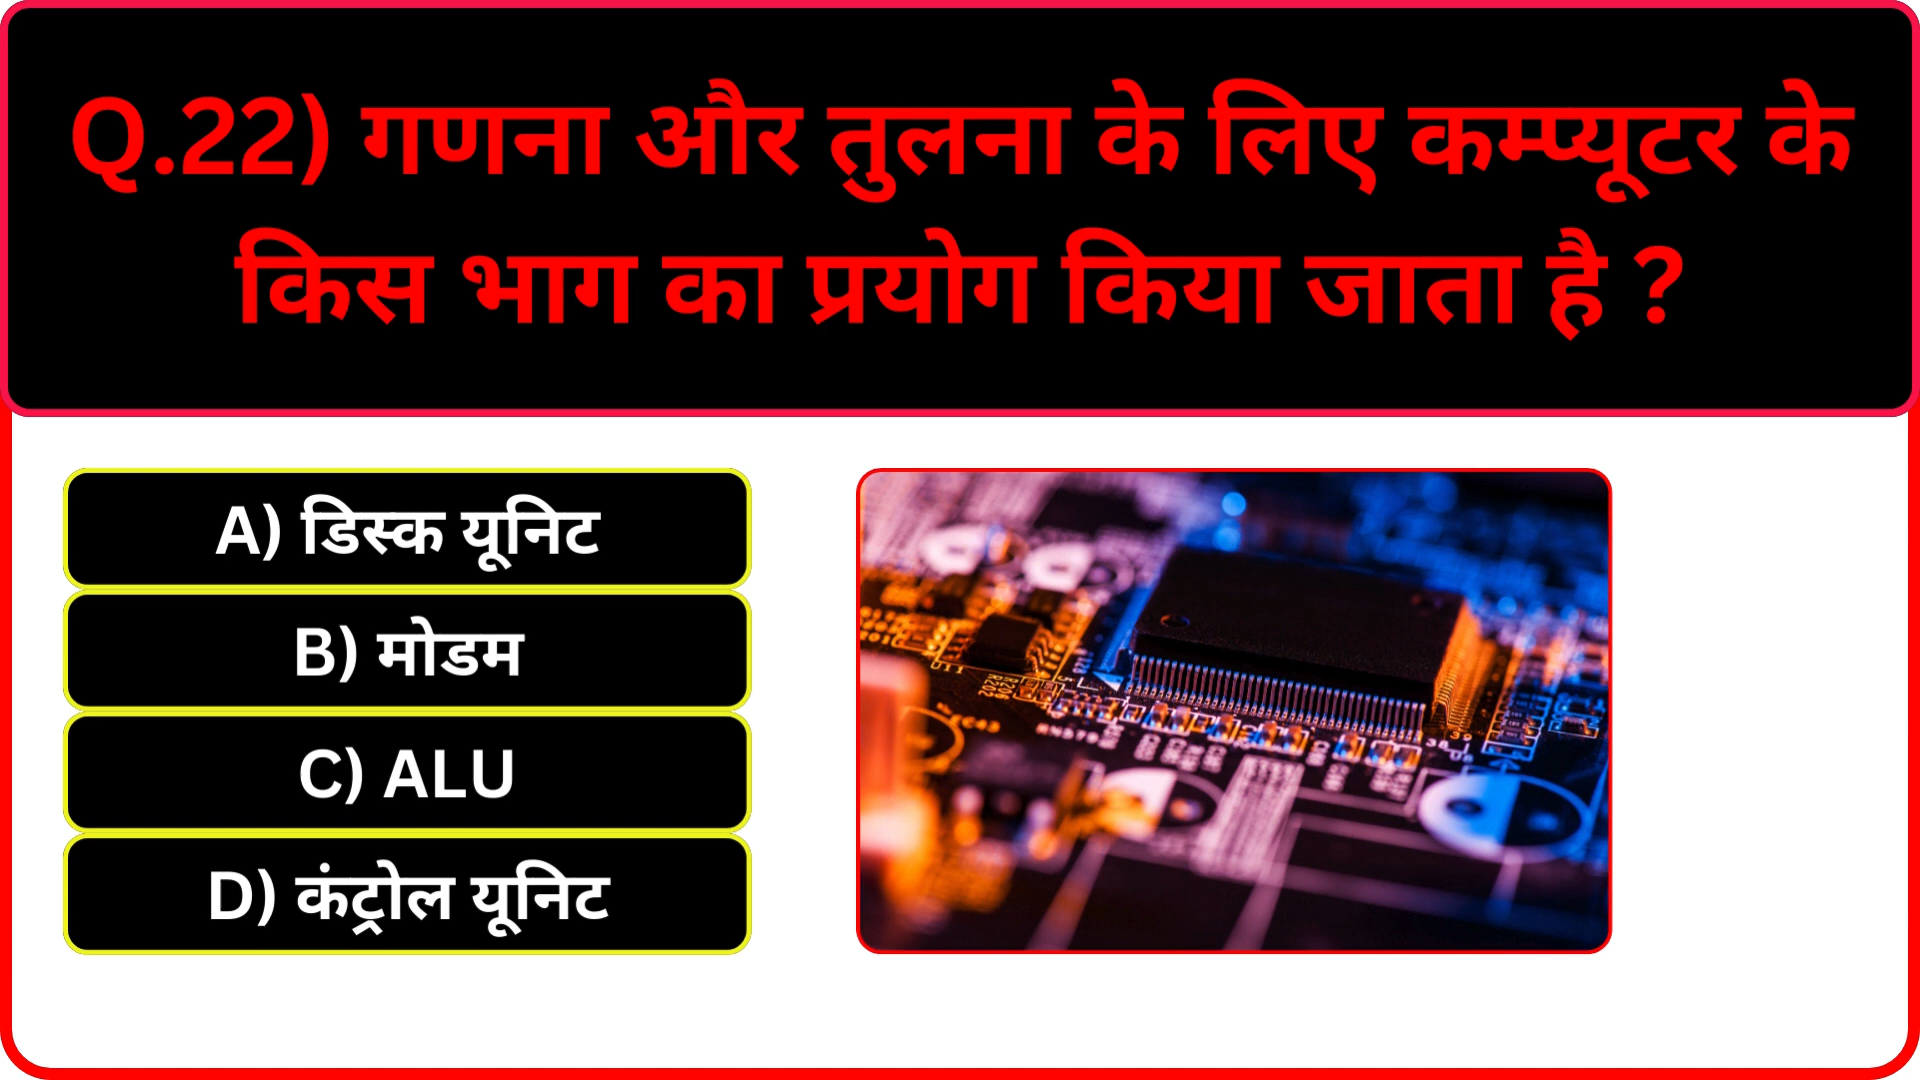 Q.22) गणना और तुलना के लिए कम्प्यूटर के
किस भाग का प्रयोग किया जाता है ?
A) डिस्क यूनिट
B) मोडम
C) ALU
D) कंट्रोल यूनिट